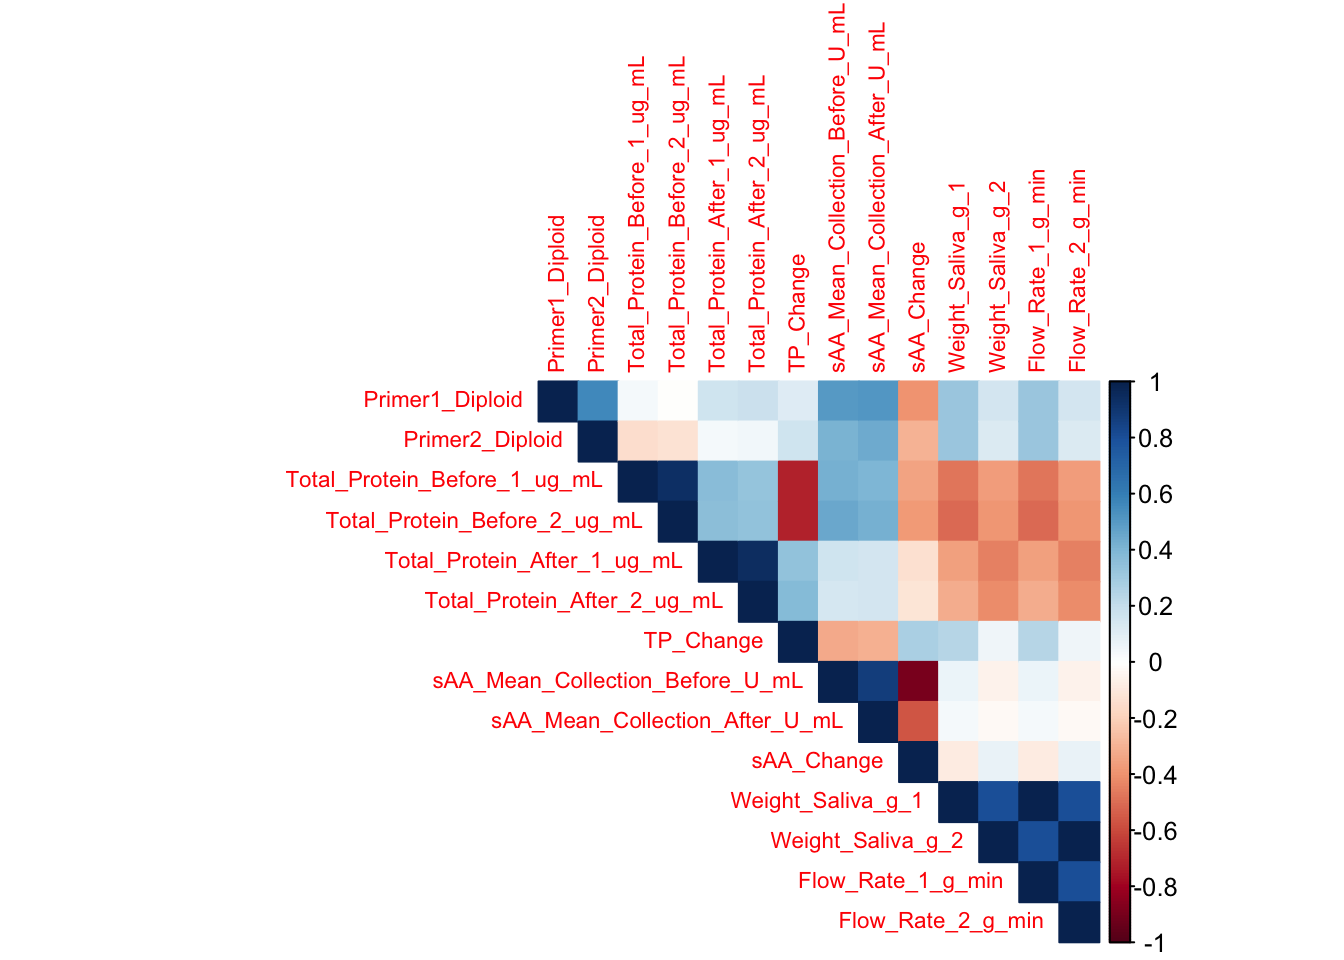 Primer1_Diploid
Primer2_Diploid
Total_Protein_Before_1_ug_mL
Total_Protein_Before_2_ug_mL
Total_Protein_After_1_ug_mL
Total_Protein_After_2_ug_mL
TP_Change
sAA_Mean_Collection_Before_U_mL
sAA_Mean_Collection_After_U_mL
sAA_Change
Weight_Saliva_g_1
Weight_Saliva_g_2
Flow_Rate_1_g_min
Flow_Rate_2_g_min
Primer1_Diploid
Primer2_Diploid
Total_Protein_Before_1_ug_mL
Total_Protein_Before_2_ug_mL
Total_Protein_After_1_ug_mL
Total_Protein_After_2_ug_mL
TP_Change
sAA_Mean_Collection_Before_U_mL
sAA_Mean_Collection_After_U_mL
sAA_Change
Weight_Saliva_g_1
Weight_Saliva_g_2
Flow_Rate_1_g_min
Flow_Rate_2_g_min
1
0.8
0.6
0.4
0.2
0
-0.2
-0.4
-0.6
-0.8
-1